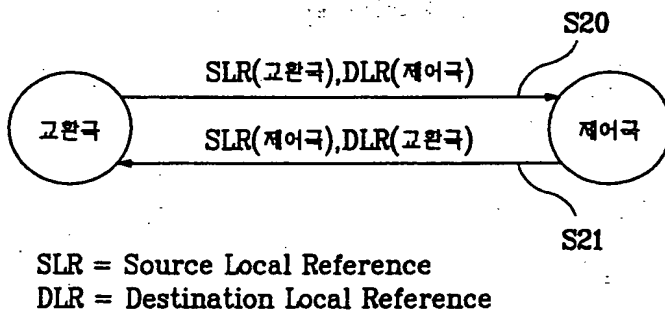 S20
SLR(교환국),DLR(제어국)
교환국
제어국
SLR(제어국),DLR(교환국)
S21
SLR = Source Local Reference
DLR = Destination Local Reference